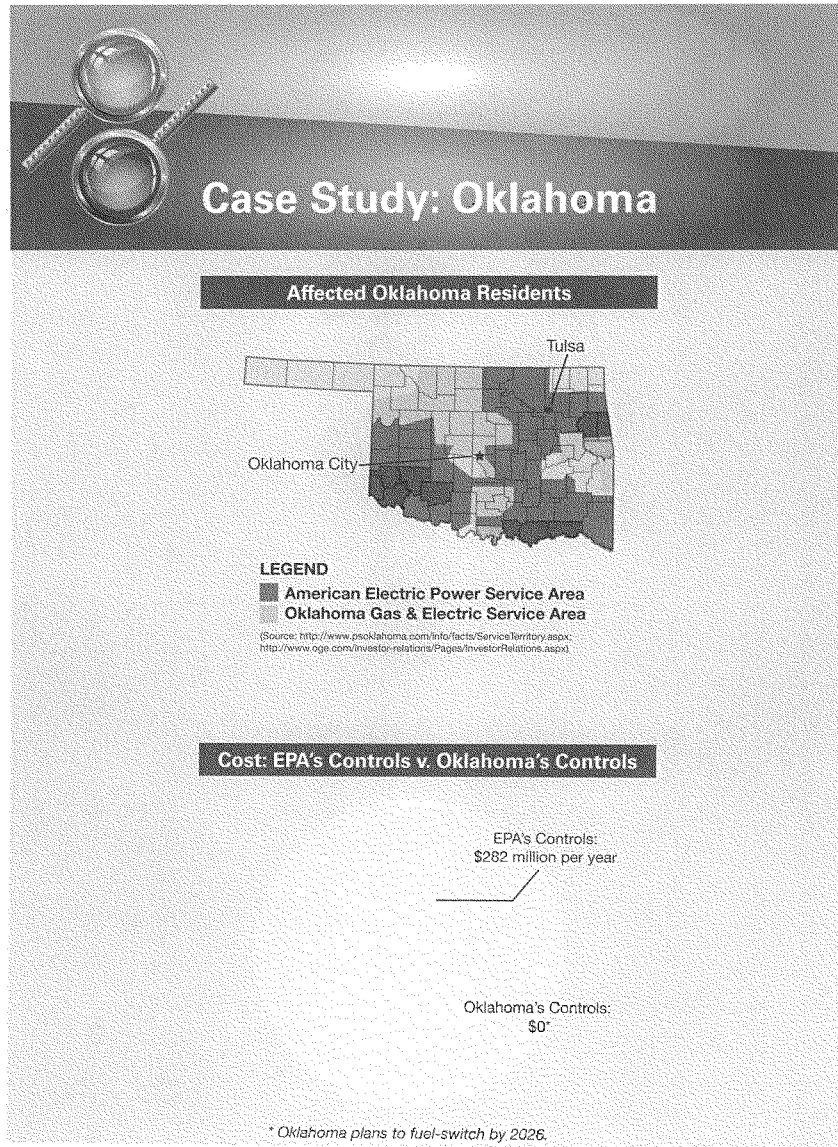 Case Study: Oklahoma
Affected Oklahoma Residents
Tulsa
Oklahoma City
LEGEND
American Electric Power Service Area
Oklahoma Gas & Electric Service Area
(Source: http://www.psoklahoma.com/info/facts/ServiceTerritory.aspx;
http://www.oge.com/investor-relations/Pages/InvestorRelations.aspx)
Cost: EPA's Controls v. Oklahoma's Controls
EPA's Controls:
$282 million per year
Oklahoma's Controls:
$0*
* Oklahoma plans to fuel-switch by 2026.